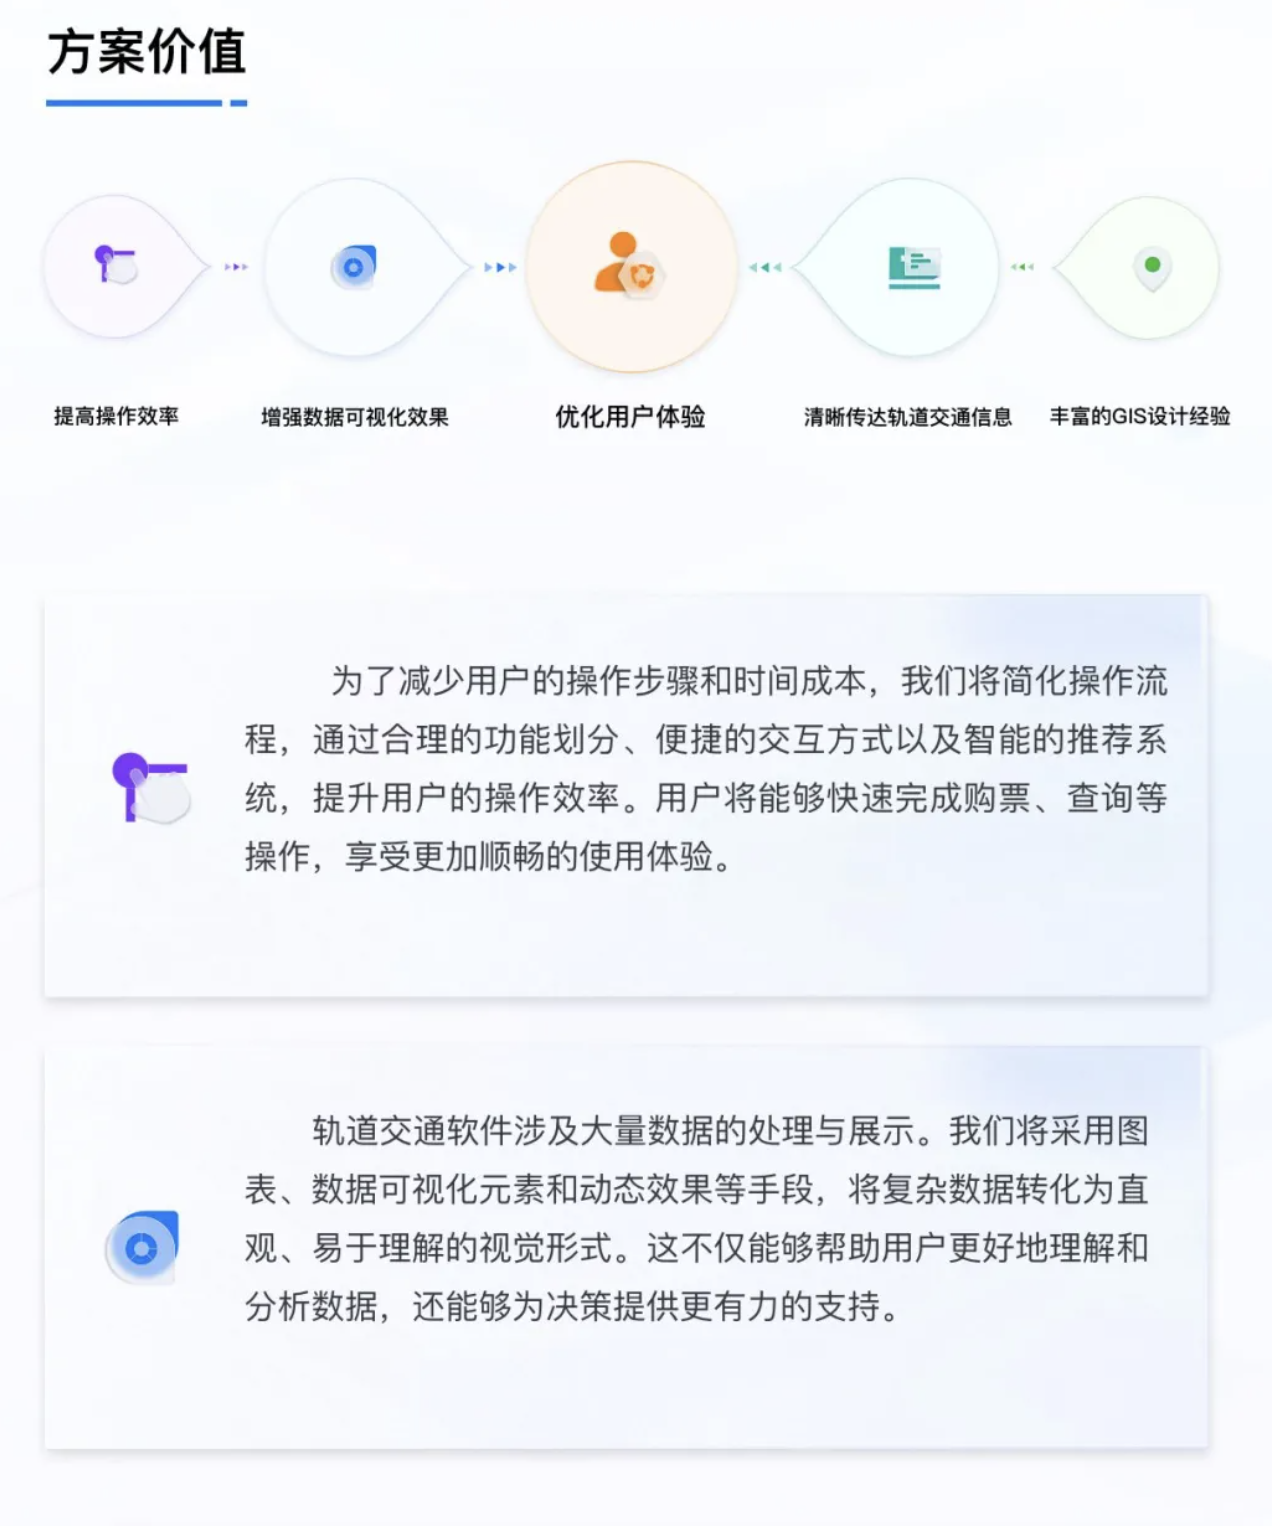 方案价值
提高操作效率
增强数据可视化效果
优化用户体验
清晰传达轨道交通信息
丰富的GIS设计经验
为了减少用户的操作步骤和时间成本，我们将简化操作流
程，通过合理的功能划分、便捷的交互方式以及智能的推荐系
统，提升用户的操作效率。用户将能够快速完成购票、查询等
操作，享受更加顺畅的使用体验。
轨道交通软件涉及大量数据的处理与展示。我们将采用图
表、数据可视化元素和动态效果等手段，将复杂数据转化为直
观、易于理解的视觉形式。这不仅能够帮助用户更好地理解和
分析数据，还能够为决策提供更有力的支持。